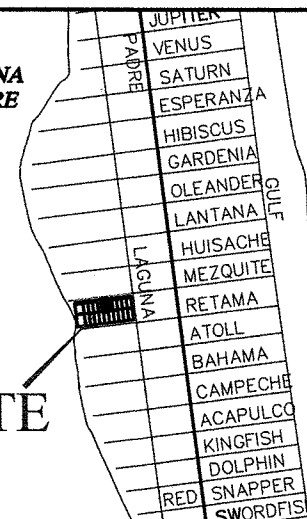 JUPITER
PADRE
VENUS
NA
RE
SATURN
ESPERANZA
HIBISCUS
GARDENIA
OLEANDER
GULF
LANTANA
HUISACHE
LAGUNA
MEZQUITE
RETAMA
ATOLL
BAHAMA
TE
CAMPECHE
ACAPULCO
KINGFISH
DOLPHIN
RED SNAPPER
SWORDFIS